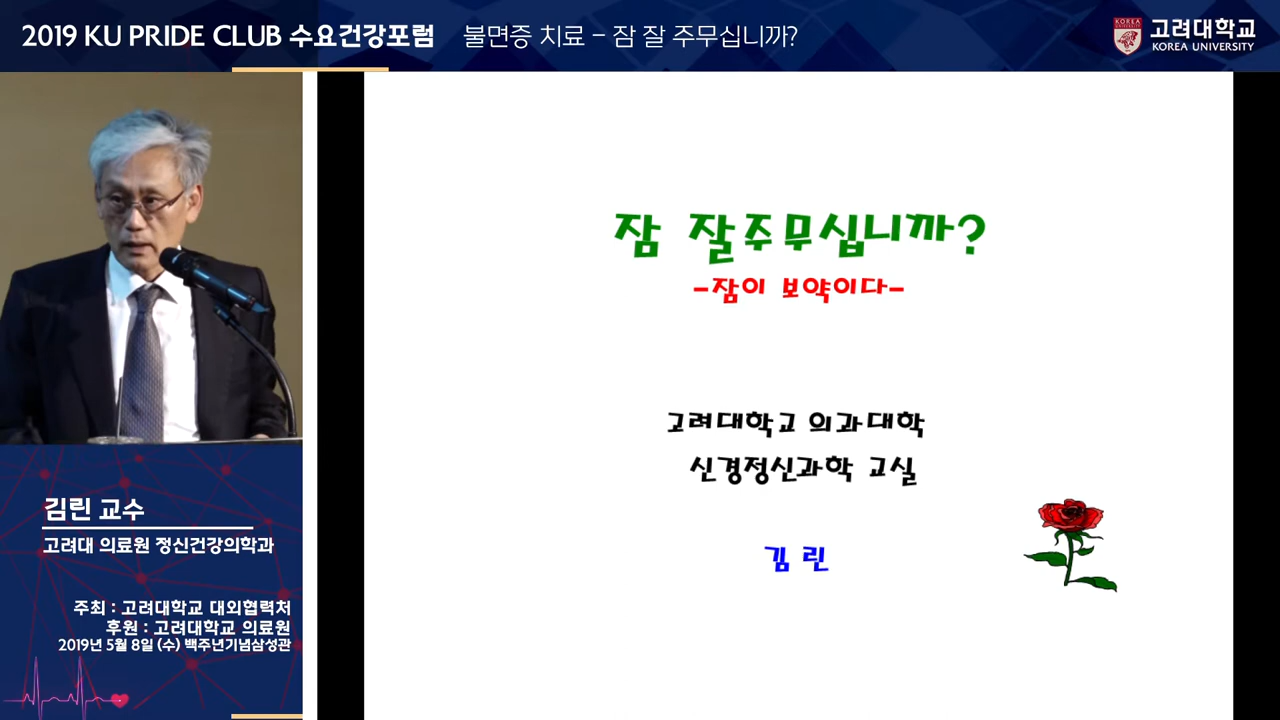 2019 KU PRIDE CLUB 수요건강포럼 불면증 치료 – 잠 잘 주무십니까?
KOREA
UNIVERSITY
고려대학교
KOREA UNIVERSITY
잠 잘주무십니까?
-잠이 보약이다-
고려대학교 의과대학
신경정신과학 교실
김 린
김린 교수
고려대 의료원 정신건강의학과
주최 : 고려대학교 대외협력처
후원 : 고려대학교 의료원
2019년 5월 8일 (수) 백주년기념삼성관